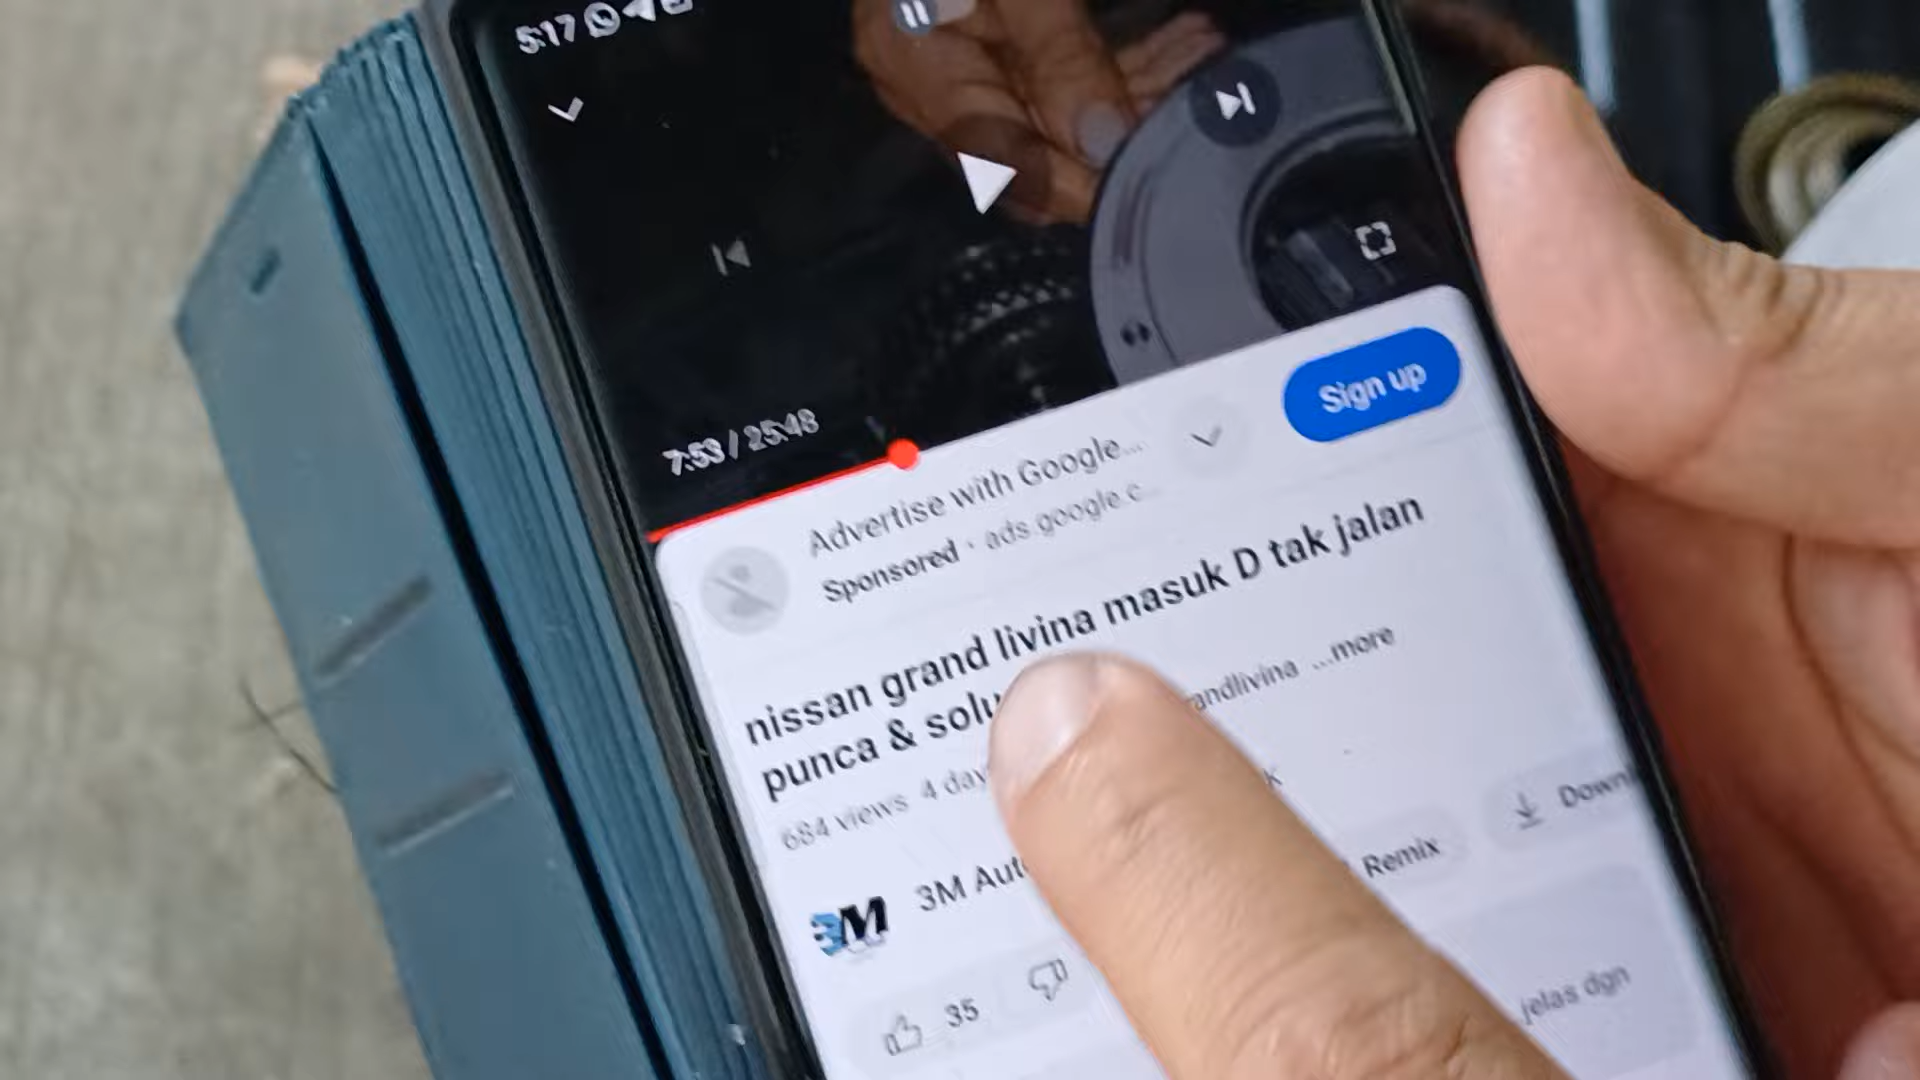 5:17
7:53 / 25:48
Advertise with Google...
Sponsored · ads.google.c...
Sign up
nissan grand livina masuk D tak jalan
punca & solu
684 views 4 day
andlivina ...more
3M Aut
35
Remix
Downl
jelas dgn